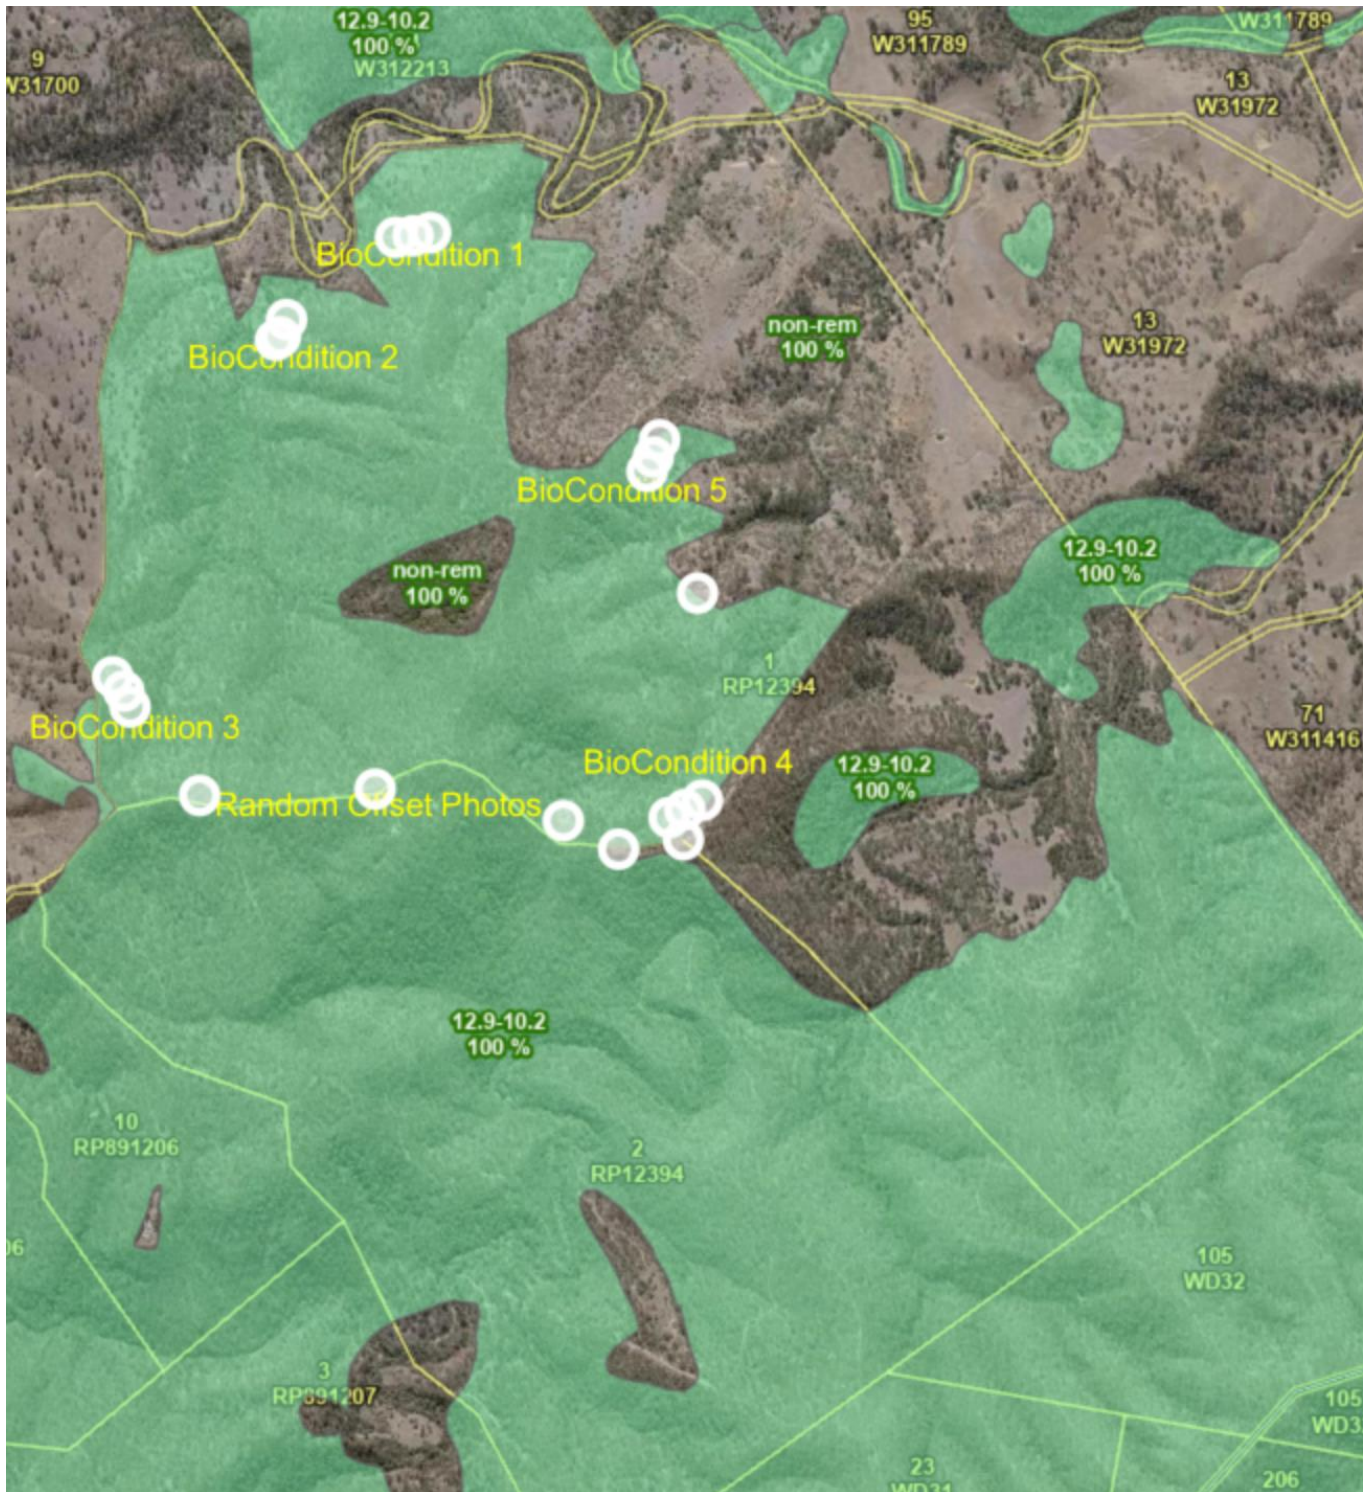 12.9-10.2
100 %
W312213
95
W311789
W311789
9
W31700
13
W31972
BioCondition 1
non-rem
100 %
13
W31972
BioCondition 2
BioCondition 5
12.9-10.2
100 %
non-rem
100 %
1
RP12394
BioCondition 3
71
W311416
BioCondition 4
12.9-10.2
100 %
Random Offset Photos
12.9-10.2
100 %
10
RP891206
2
RP12394
06
105
WD32
3
RP891207
105
WD3
23
WD31
206